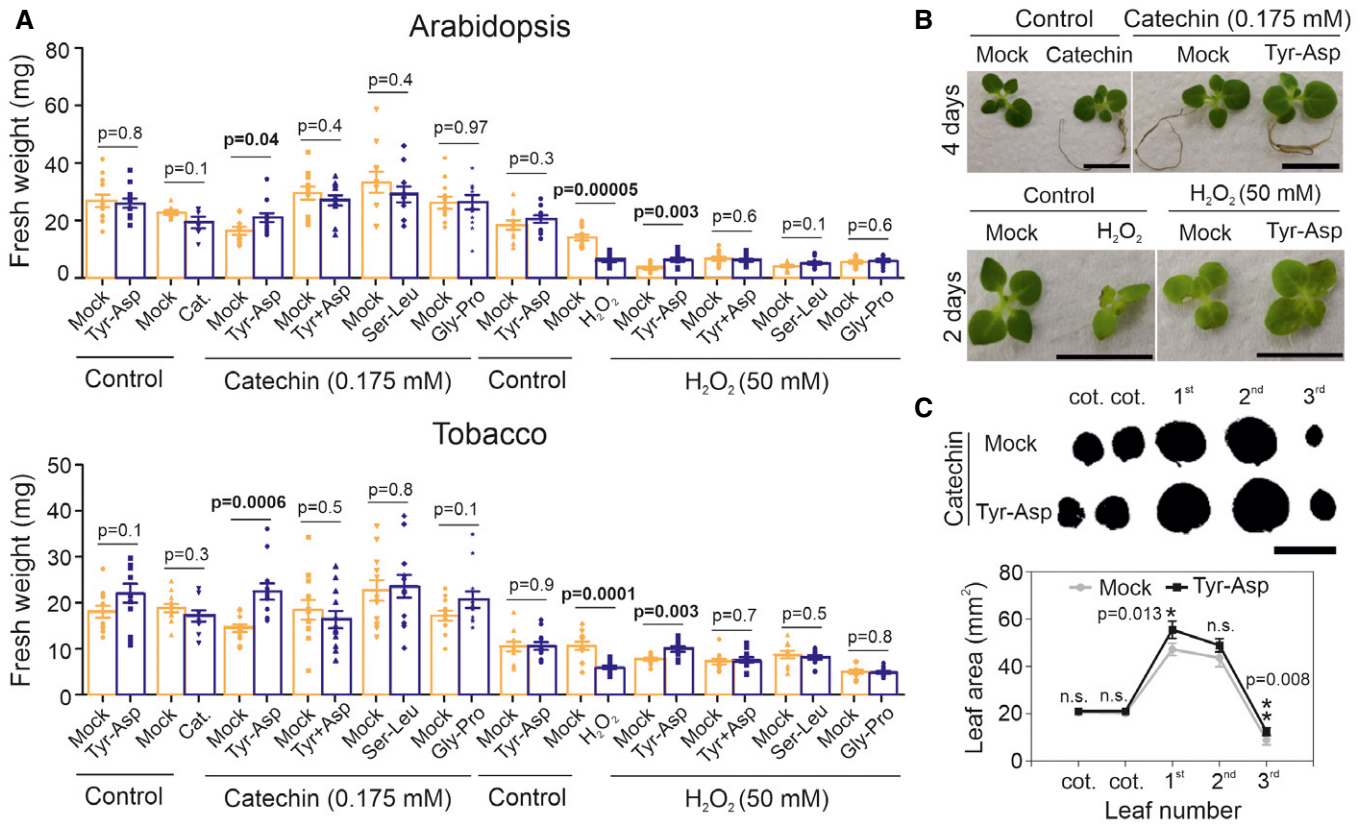 A
Arabidopsis
Fresh weight (mg)
80
60
40
20
0
p=0.8
p=0.1
p=0.04
p=0.4
p=0.4
p=0.97
p=0.3
p=0.00005
p=0.003
p=0.6
p=0.1
p=0.6
Mock
Tyr-Asp
Mock
Cat.
Mock
Tyr-Asp
Mock
Tyr+Asp
Mock
Ser-Leu
Mock
Gly-Pro
Mock
Tyr-Asp
Mock
H₂O₂
Mock
Tyr-Asp
Mock
Tyr+Asp
Mock
Ser-Leu
Mock
Gly-Pro
Control
Catechin (0.175 mM)
Control
H₂O₂ (50 mM)
Tobacco
Fresh weight (mg)
50
40
30
20
10
0
p=0.1
p=0.3
p=0.0006
p=0.5
p=0.8
p=0.1
p=0.9
p=0.0001
p=0.003
p=0.7
p=0.5
p=0.8
Mock
Tyr-Asp
Mock
Cat.
Mock
Tyr-Asp
Mock
Tyr+Asp
Mock
Ser-Leu
Mock
Gly-Pro
Mock
Tyr-Asp
Mock
H₂O₂
Mock
Tyr-Asp
Mock
Tyr+Asp
Mock
Ser-Leu
Mock
Gly-Pro
Control
Catechin (0.175 mM)
Control
H₂O₂ (50 mM)
B
Control Catechin (0.175 mM)
Mock Catechin Mock Tyr-Asp
4 days
Control H₂O₂ (50 mM)
Mock H₂O₂ Mock Tyr-Asp
2 days
C
cot. cot. 1st 2nd 3rd
Catechin
Mock
Tyr-Asp
Leaf area (mm²)
80
60
40
20
0
Mock Tyr-Asp
p=0.013 *
n.s.
p=0.008
**
n.s. n.s.
cot. cot. 1st 2nd 3rd
Leaf number